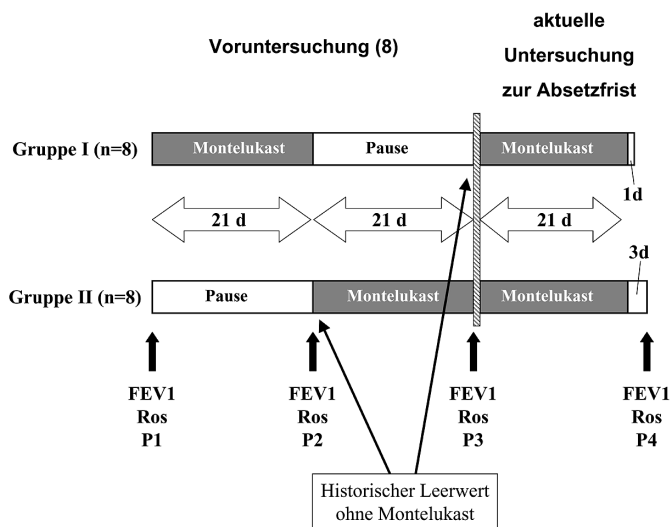 Voruntersuchung (8)
aktuelle
Untersuchung
zur Absetzfrist
Gruppe I (n=8)
Montelukast
Pause
Montelukast
1d
21 d
21 d
21 d
3d
Gruppe II (n=8)
Pause
Montelukast
Montelukast
FEV1
Ros
P1
FEV1
Ros
P2
FEV1
Ros
P3
FEV1
Ros
P4
Historischer Leerwert
ohne Montelukast